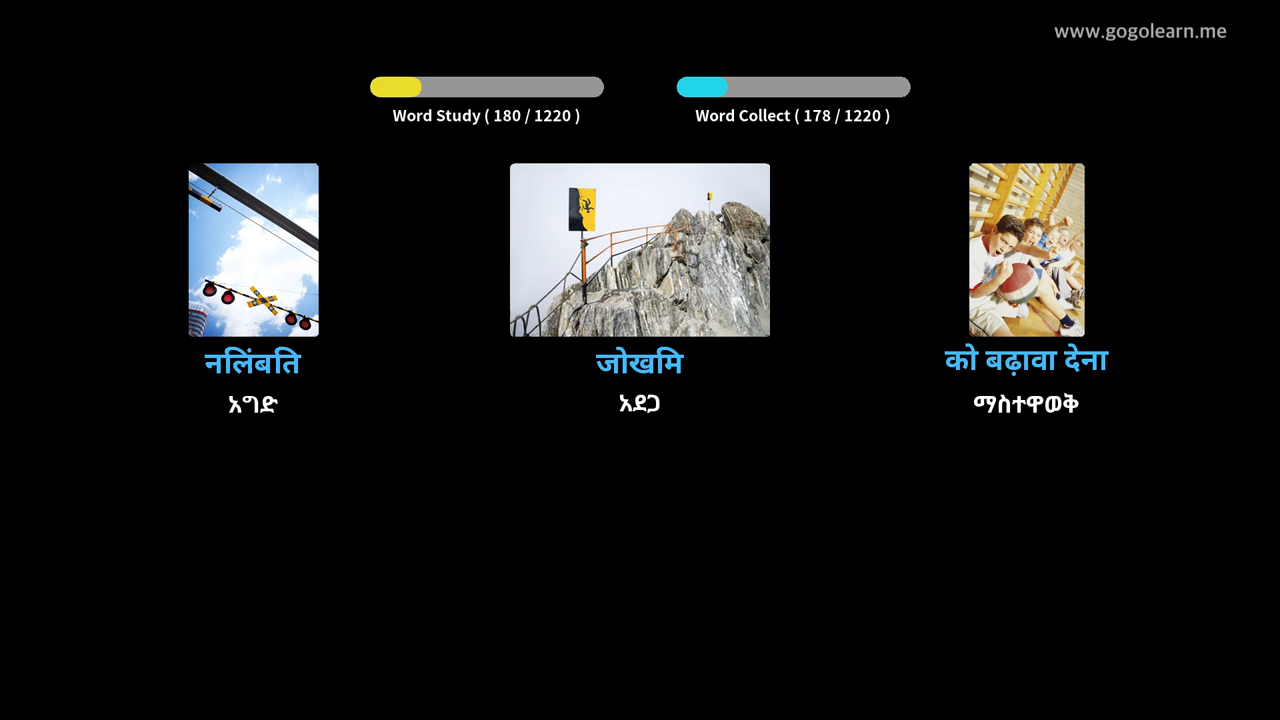 www.gogolearn.me
Word Study ( 180 / 1220 )
Word Collect ( 178 / 1220 )
नलिंबति
जोखमि
को बढ़ावा देना
አግድ
አደጋ
ማስተዋወቅ